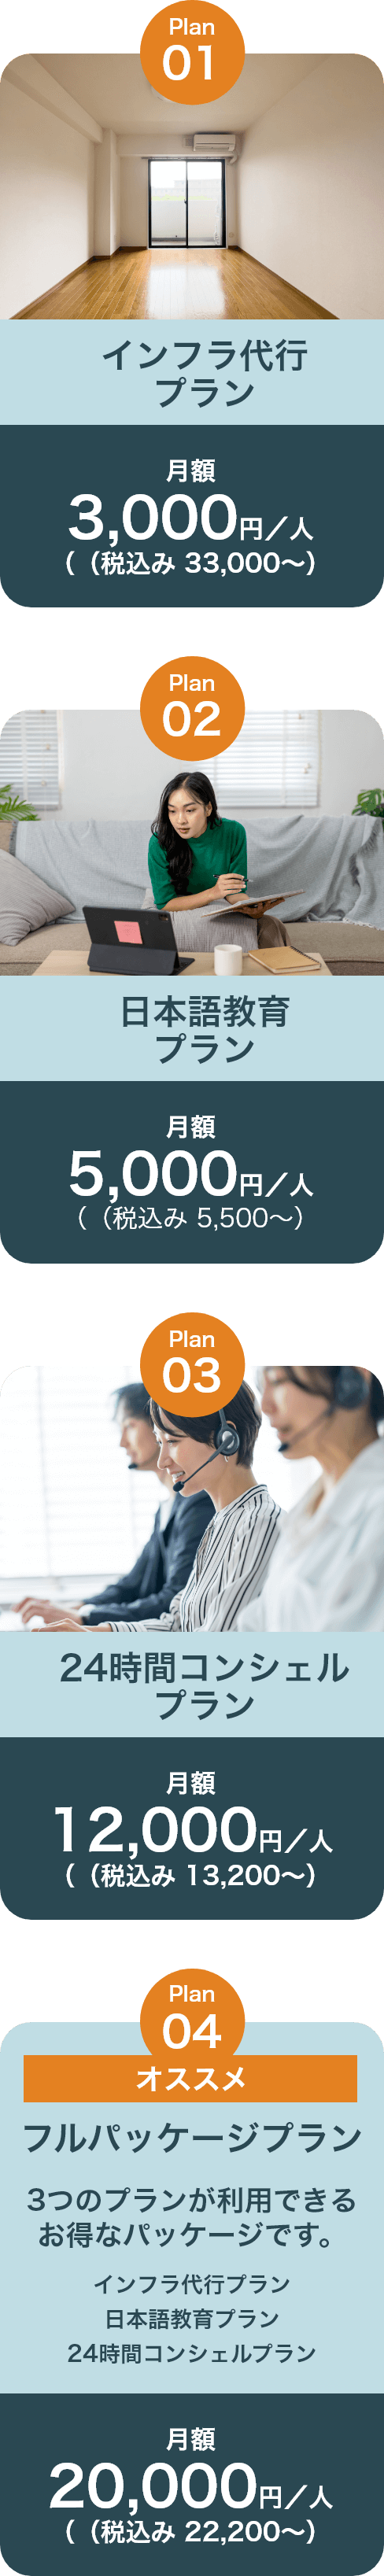 Plan
01
インフラ代行
プラン
月額
3,000円／人
(（税込み 33,000〜）
Plan
02
日本語教育
プラン
月額
5,000円／人
(（税込み 5,500〜）
Plan
03
24時間コンシェル
プラン
月額
12,000円／人
(（税込み 13,200〜）
Plan
04
オススメ
フルパッケージプラン
3つのプランが利用できる
お得なパッケージです。
インフラ代行プラン
日本語教育プラン
24時間コンシェルプラン
月額
20,000円／人
(（税込み 22,200〜）